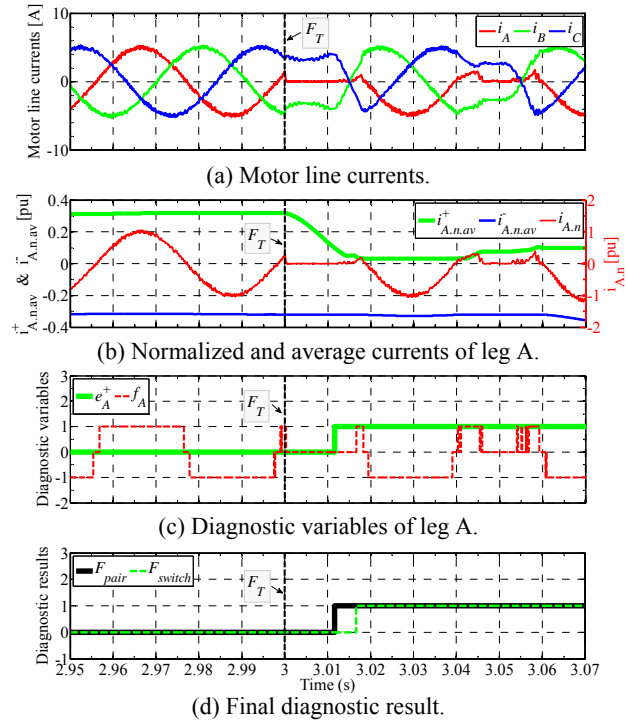 Motor line currents [A]
10
5
0
-10
F_T
i_A i_B i_C
(a) Motor line currents.
i^+_A.n.av & i^-_A.n.av [pu]
0.4
0.2
0
-0.2
-0.4
F_T
i^+_A.n.av i^-_A.n.av i_A.n
2
1
0
-1
-2
i_A.n [pu]
(b) Normalized and average currents of leg A.
Diagnostic variables
3
2
1
0
-1
-2
e^+_A f_A
F_T
(c) Diagnostic variables of leg A.
Diagnostic results
3
2
1
0
-1
F_pair F_switch
F_T
2.95 2.96 2.97 2.98 2.99 3 3.01 3.02 3.03 3.04 3.05 3.06 3.07
Time (s)
(d) Final diagnostic result.